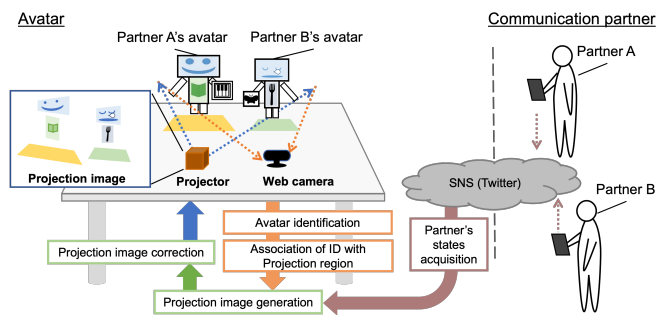 Avatar
Communication partner
Partner A's avatar
Partner B's avatar
Partner A
Projection image
Projector
Web camera
SNS (Twitter)
Partner B
Avatar identification
Partner's
states
acquisition
Projection image correction
Association of ID with
Projection region
Projection image generation